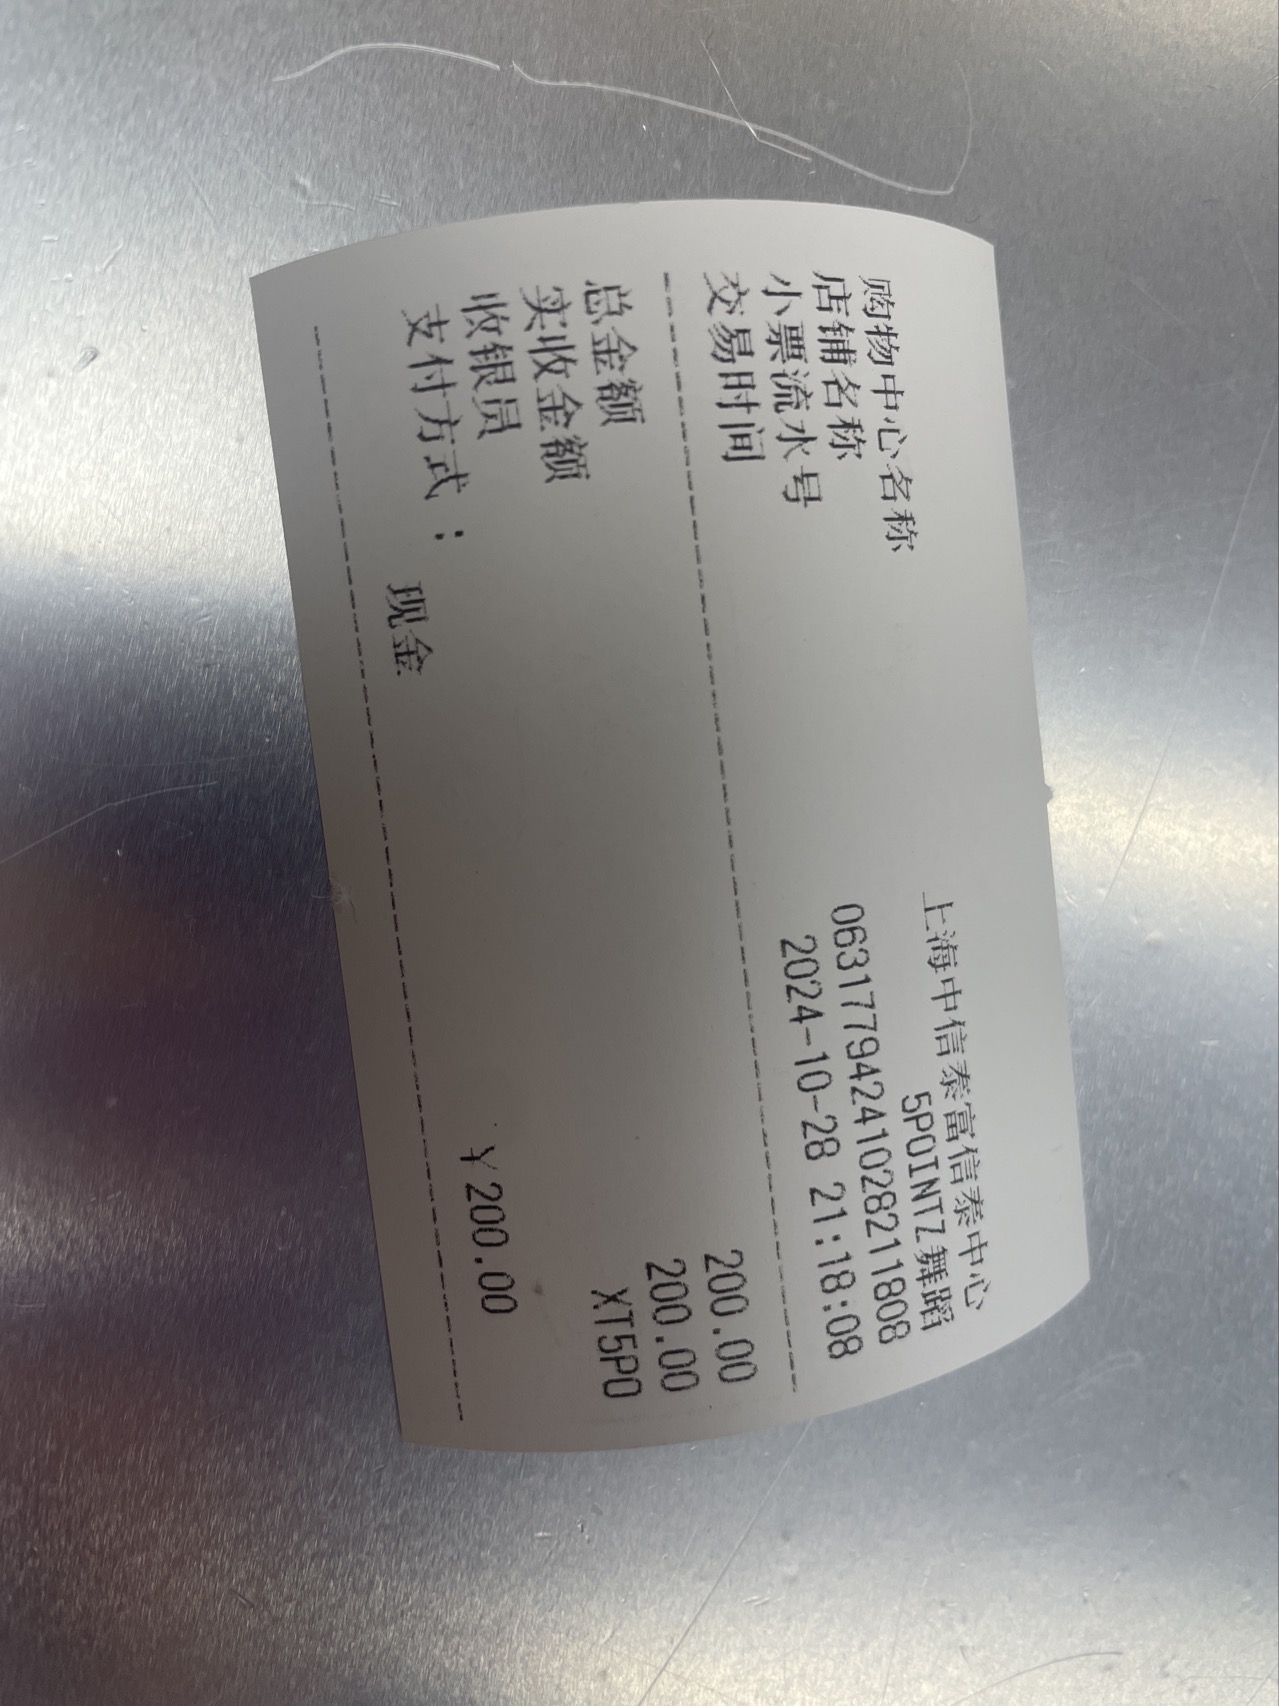 购物中心名称 上海中信泰富信泰中心
店铺名称 5POINTZ舞蹈
小票流水号 063177942410282118​08
交易时间 2024-10-28 21:18:08
总金额 200.00
实收金额 200.00
收银员 XT5PO
支付方式：
现金 ￥200.00